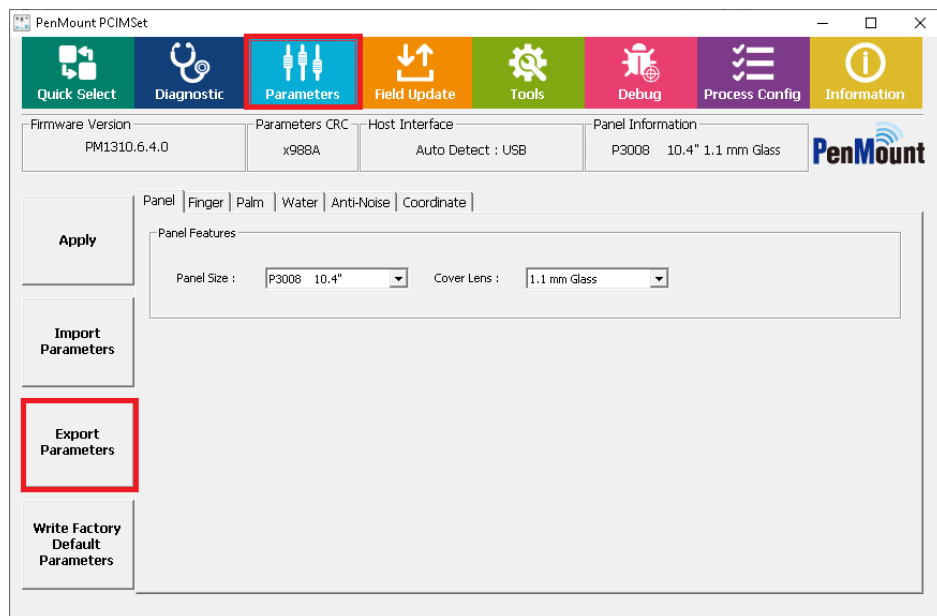 PenMount PCIMSet
Quick Select
Diagnostic
Parameters
Field Update
Tools
Debug
Process Config
Information
Firmware Version
PM1310.6.4.0
Parameters CRC
x988A
Host Interface
Auto Detect : USB
Panel Information
P3008 10.4" 1.1 mm Glass
PenMount
Apply
Import
Parameters
Export
Parameters
Write Factory
Default
Parameters
Panel Finger Palm Water Anti-Noise Coordinate
Panel Features
Panel Size : P3008 10.4" Cover Lens : 1.1 mm Glass